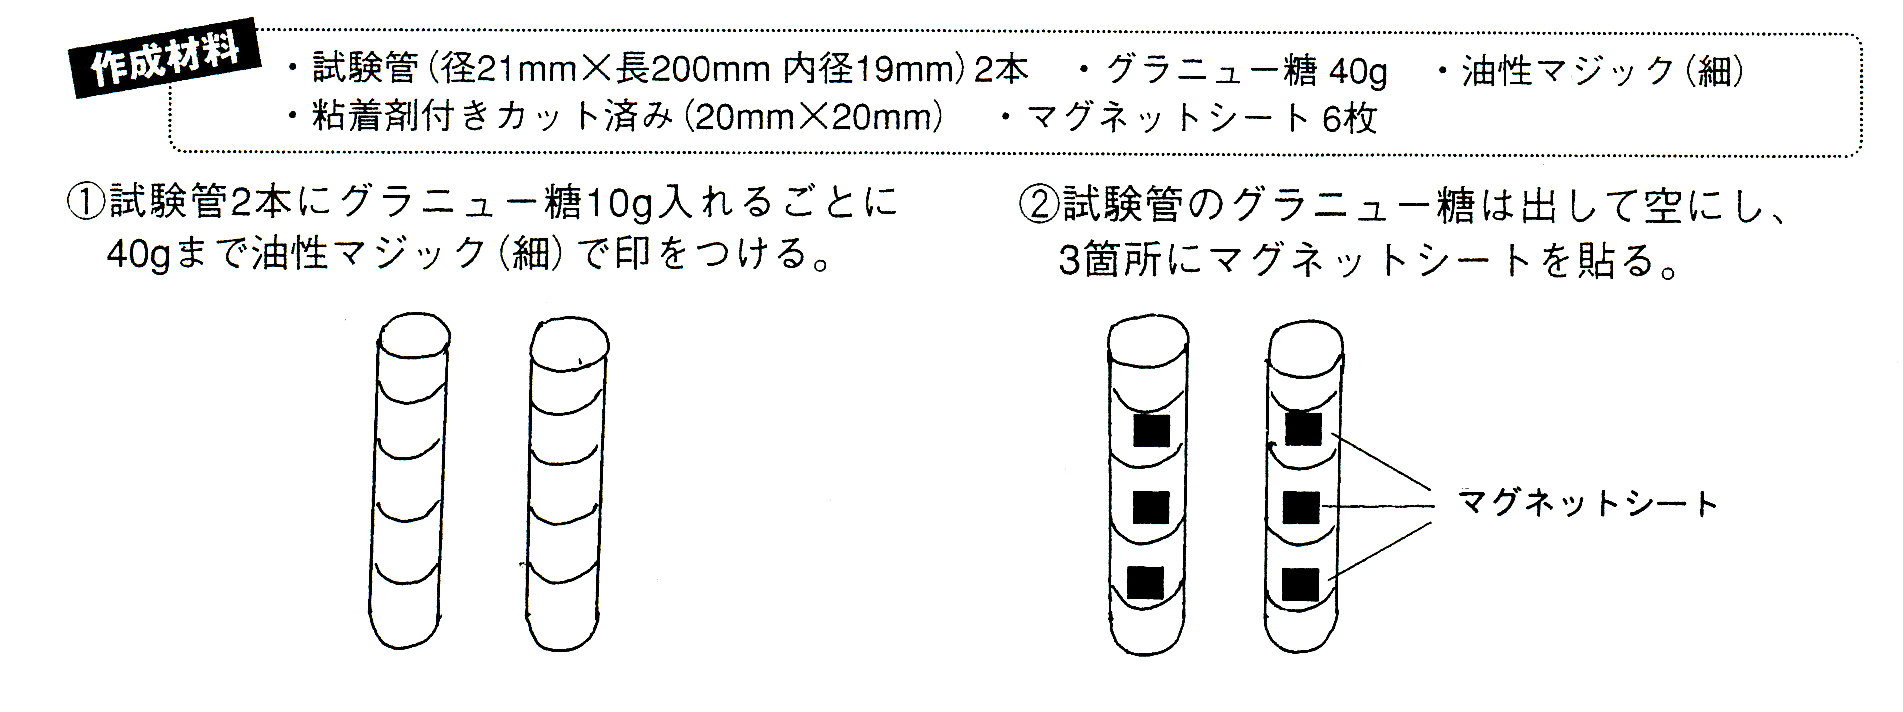 作成材料
・試験管(径21mm×長200mm 内径19mm)2本 ・グラニュー糖 40g ・油性マジック(細)
・粘着剤付きカット済み(20mm×20mm) ・マグネットシート 6枚
①試験管2本にグラニュー糖10g入れるごとに
40gまで油性マジック(細)で印をつける。
②試験管のグラニュー糖は出して空にし、
3箇所にマグネットシートを貼る。
マグネットシート